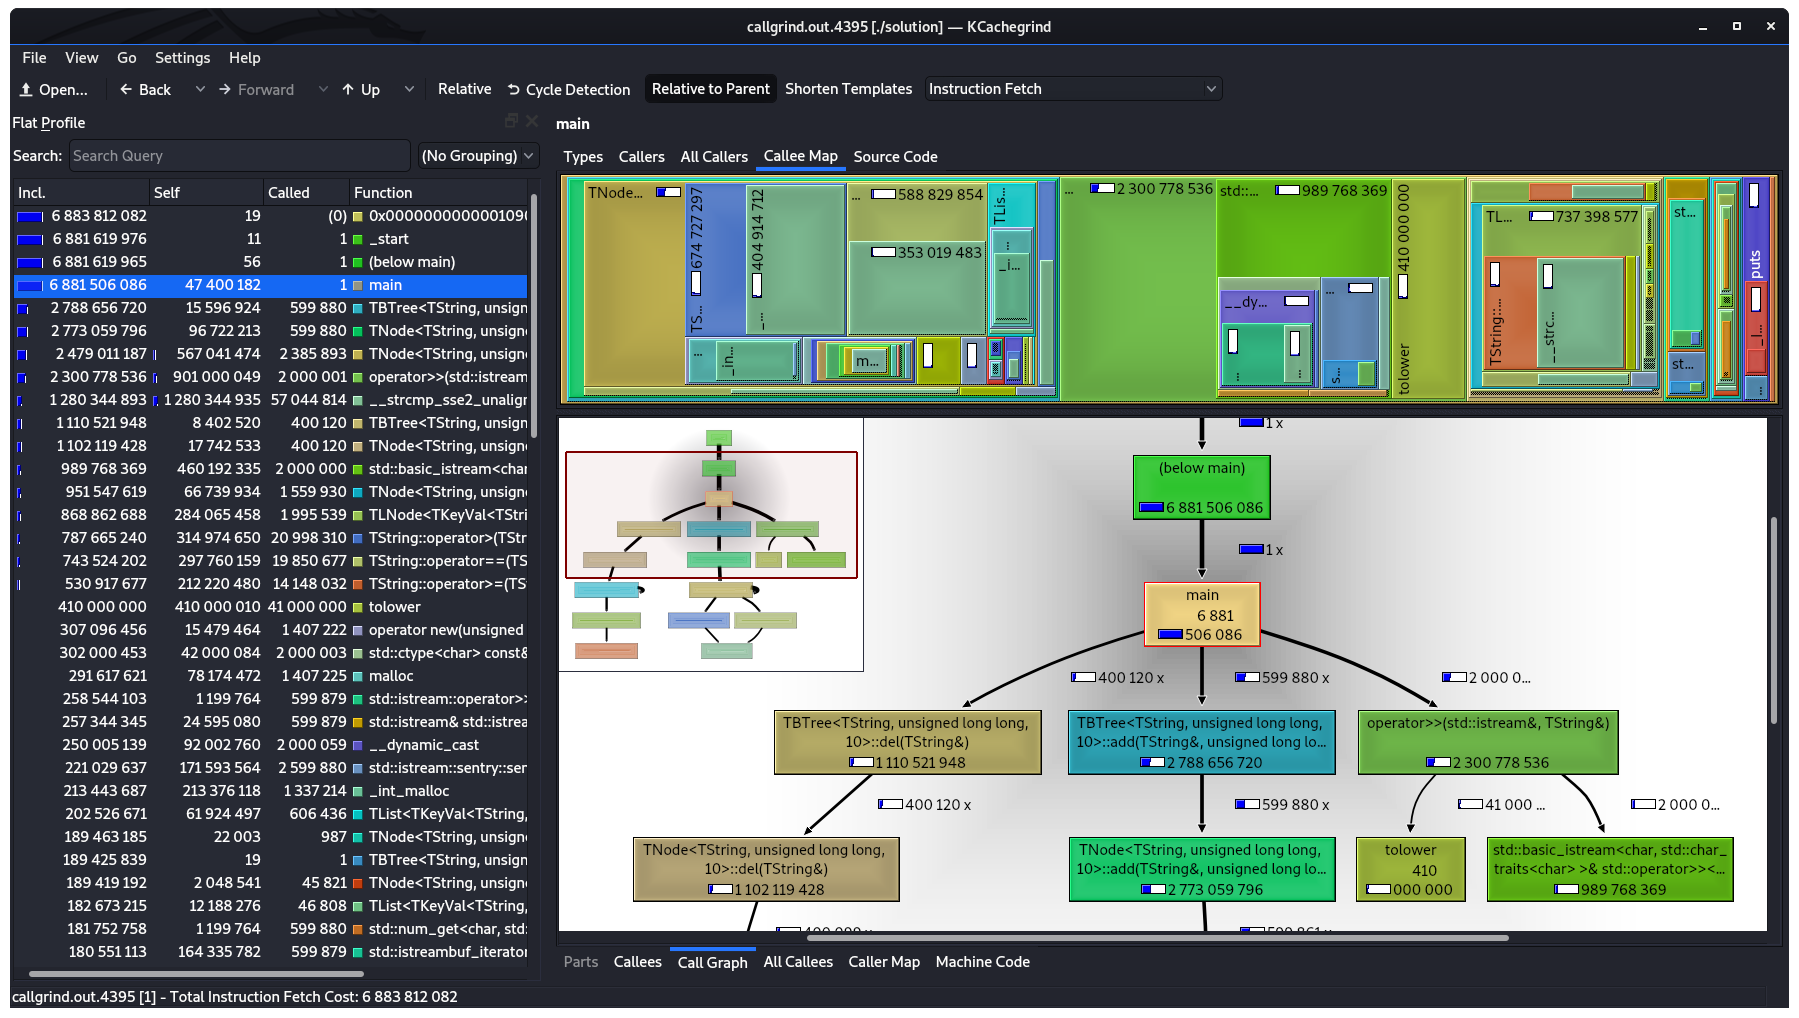 callgrind.out.4395 [./solution] — KCachegrind
File View Go Settings Help
Open... Back Forward Up Relative Cycle Detection Relative to Parent Shorten Templates Instruction Fetch
Flat Profile
Search: Search Query (No Grouping)
Incl. Self Called Function
6 883 812 082 19 (0) 0x000000000000109(
6 881 619 976 11 1 _start
6 881 619 965 56 1 (below main)
6 881 506 086 47 400 182 1 main
2 788 656 720 15 596 924 599 880 TBTree<TString, unsign
2 773 059 796 96 722 213 599 880 TNode<TString, unsigne
2 479 011 187 567 041 474 2 385 893 TNode<TString, unsigne
2 300 778 536 901 000 049 2 000 001 operator>>(std::istream
1 280 344 893 1 280 344 935 57 044 814 __strcmp_sse2_unalign
1 110 521 948 8 402 520 400 120 TBTree<TString, unsign
1 102 119 428 17 742 533 400 120 TNode<TString, unsigne
989 768 369 460 192 335 2 000 000 std::basic_istream<char
951 547 619 66 739 934 1 559 930 TNode<TString, unsigne
868 862 688 284 065 458 1 995 539 TLNode<TKeyVal<TStri
787 665 240 314 974 650 20 998 310 TString::operator>(TStr
743 524 202 297 760 159 19 850 677 TString::operator==(TS
530 917 677 212 220 480 14 148 032 TString::operator>=(TS
410 000 000 410 000 010 41 000 000 tolower
307 096 456 15 479 464 1 407 222 operator new(unsigned
302 000 453 42 000 084 2 000 003 std::ctype<char> const&
291 617 621 78 174 472 1 407 225 malloc
258 544 103 1 199 764 599 879 std::istream::operator>>
257 344 345 24 595 080 599 879 std::istream& std::istrea
250 005 139 92 002 760 2 000 059 __dynamic_cast
221 029 637 171 593 564 2 599 880 std::istream::sentry::sen
213 443 687 213 376 118 1 337 214 _int_malloc
202 526 671 61 924 497 606 436 TList<TKeyVal<TString,
189 463 185 22 003 987 TNode<TString, unsigne
189 425 839 19 1 TBTree<TString, unsign
189 419 192 2 048 541 45 821 TNode<TString, unsigne
182 673 215 12 188 276 46 808 TList<TKeyVal<TString,
181 752 758 1 199 764 599 880 std::num_get<char, std:
180 551 113 164 335 782 599 879 std::istreambuf_iterator
main
Types Callers All Callers Callee Map Source Code
TNode...
TS... 674 727 297
... 404 914 712
... 588 829 854
353 019 483
TLis...
...
_i...
...
_in...
m...
... 2 300 778 536
std::... 989 768 369
__dy...
...
...
...
s...
tolower 410 000 000
TL... 737 398 577
TString::...
__strc...
st...
st...
puts
_l...
...
1 x
(below main)
6 881 506 086
1 x
main
6 881
506 086
400 120 x 599 880 x 2 000 0...
TBTree<TString, unsigned long long,
10>::del(TString&)
1 110 521 948
TBTree<TString, unsigned long long,
10>::add(TString&, unsigned long lo...
2 788 656 720
operator>>(std::istream&, TString&)
2 300 778 536
400 120 x 599 880 x 41 000 ... 2 000 0...
TNode<TString, unsigned long long,
10>::del(TString&)
1 102 119 428
TNode<TString, unsigned long long,
10>::add(TString&, unsigned long lo...
2 773 059 796
tolower
410
000 000
std::basic_istream<char, std::char_
traits<char> >& std::operator>><...
989 768 369
Parts Callees Call Graph All Callees Caller Map Machine Code
callgrind.out.4395 [1] - Total Instruction Fetch Cost: 6 883 812 082